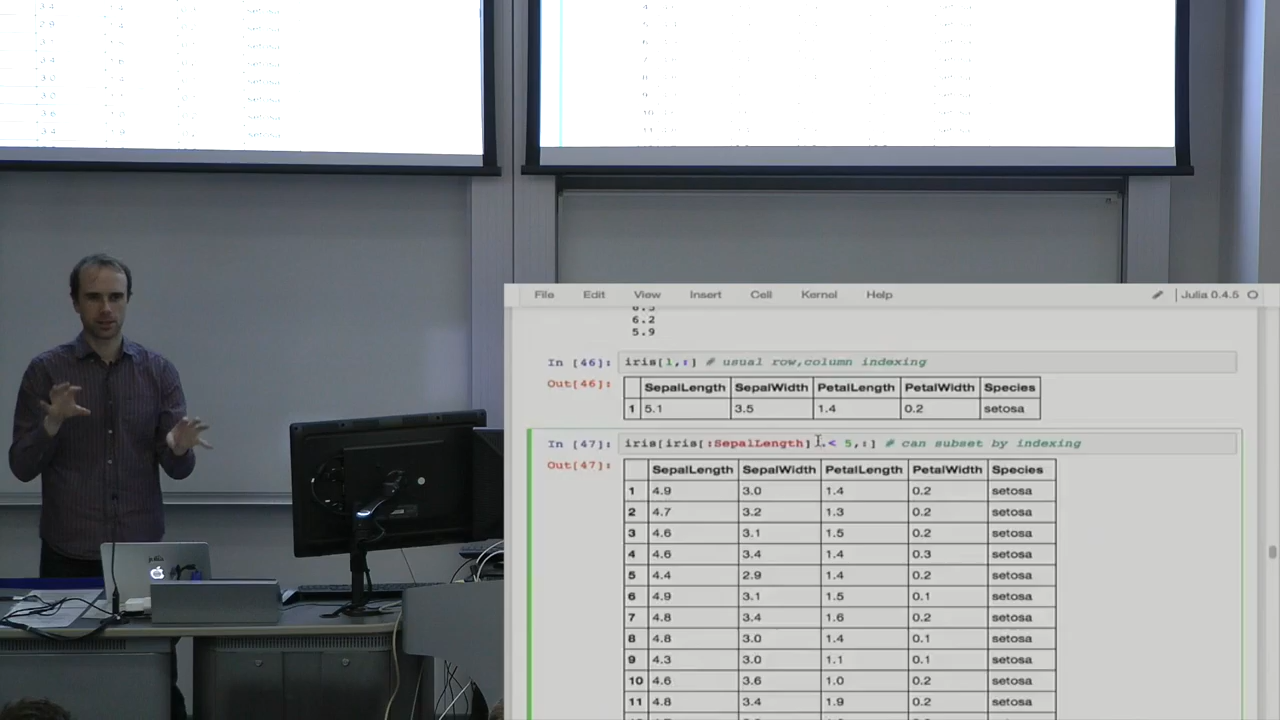 File Edit View Insert Cell Kernel Help Julia 0.4.5
6.2
5.9
In [46]: iris[1,:] # usual row,column indexing
Out[46]: SepalLength SepalWidth PetalLength PetalWidth Species
1 5.1 3.5 1.4 0.2 setosa
In [47]: iris[iris[:SepalLength] .< 5,:] # can subset by indexing
Out[47]: SepalLength SepalWidth PetalLength PetalWidth Species
1 4.9 3.0 1.4 0.2 setosa
2 4.7 3.2 1.3 0.2 setosa
3 4.6 3.1 1.5 0.2 setosa
4 4.6 3.4 1.4 0.3 setosa
5 4.4 2.9 1.4 0.2 setosa
6 4.9 3.1 1.5 0.1 setosa
7 4.8 3.4 1.6 0.2 setosa
8 4.8 3.0 1.4 0.1 setosa
9 4.3 3.0 1.1 0.1 setosa
10 4.6 3.6 1.0 0.2 setosa
11 4.8 3.4 1.9 0.2 setosa